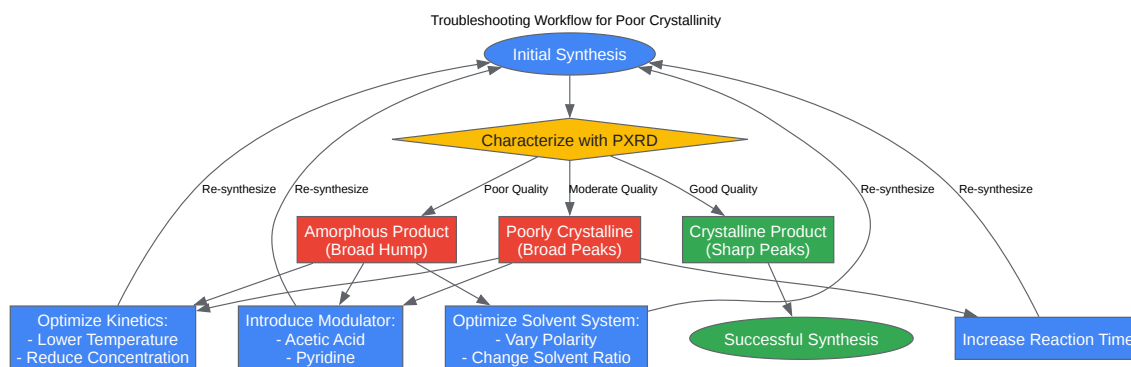 Troubleshooting Workflow for Poor Crystallinity
Initial Synthesis
Characterize with PXRD
Re-synthesize
Re-synthesize
Poor Quality
Moderate Quality
Good Quality
Re-synthesize
Re-synthesize
Amorphous Product
(Broad Hump)
Poorly Crystalline
(Broad Peaks)
Crystalline Product
(Sharp Peaks)
Optimize Kinetics:
- Lower Temperature
- Reduce Concentration
Introduce Modulator:
- Acetic Acid
- Pyridine
Optimize Solvent System:
- Vary Polarity
- Change Solvent Ratio
Successful Synthesis
Increase Reaction Time